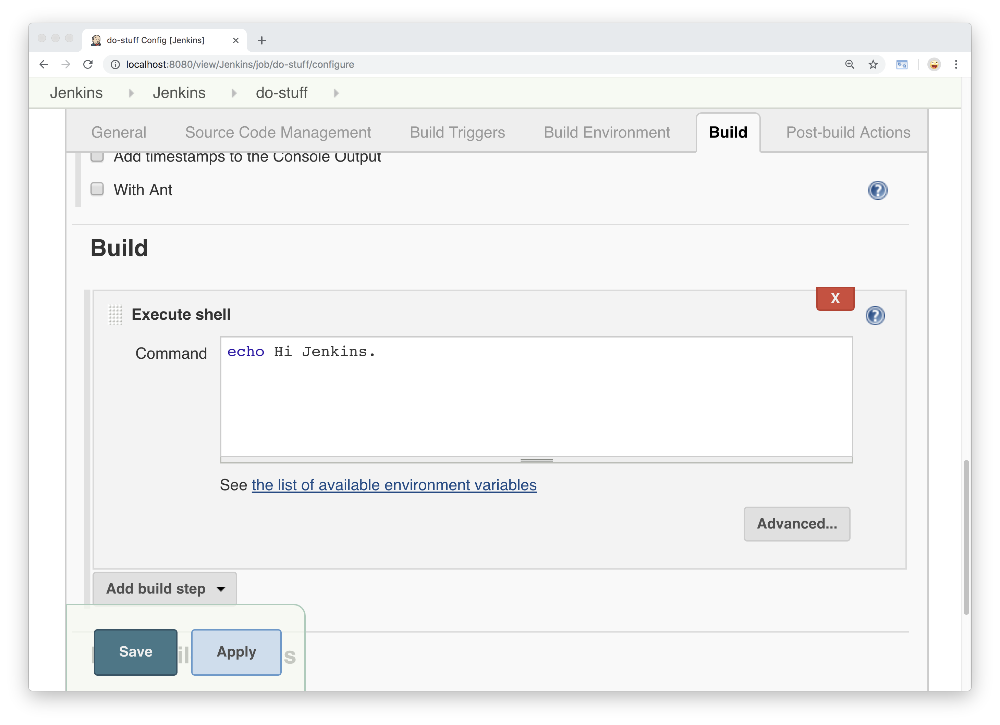 do-stuff Config [Jenkins]
localhost:8080/view/Jenkins/job/do-stuff/configure
Jenkins Jenkins do-stuff
General Source Code Management Build Triggers Build Environment Build Post-build Actions
Add timestamps to the Console Output
With Ant
?
Build
X
Execute shell ?
Command echo Hi Jenkins.
See the list of available environment variables
Advanced...
Add build step
Save Apply